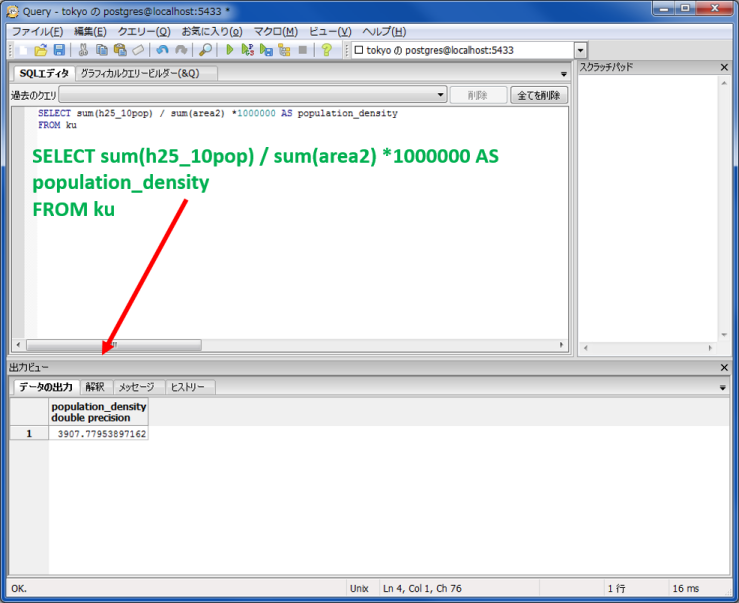 Query - tokyo の postgres@localhost:5433 *
ファイル(F) 編集(E) クエリー(Q) お気に入り(o) マクロ(M) ビュー(V) ヘルプ(H)
tokyo の postgres@localhost:5433
SQLエディタ グラフィカルクエリービルダー(&Q)
スクラッチパッド
過去のクエリ 削除 全てを削除
SELECT sum(h25_10pop) / sum(area2) *1000000 AS population_density
FROM ku
SELECT sum(h25_10pop) / sum(area2) *1000000 AS
population_density
FROM ku
出力ビュー
データの出力 解釈 メッセージ ヒストリー
population_density
double precision
1 3907.77953897162
OK. Unix Ln 4, Col 1, Ch 76 1 行 16 ms